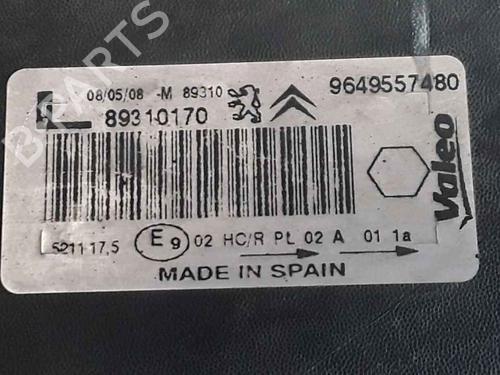 L 08/05/08 -M 89310 9649557480
89310170
Valeo
521117,5 E9 02 HC/R PL 02 A 01 1a
MADE IN SPAIN
B-PARTS